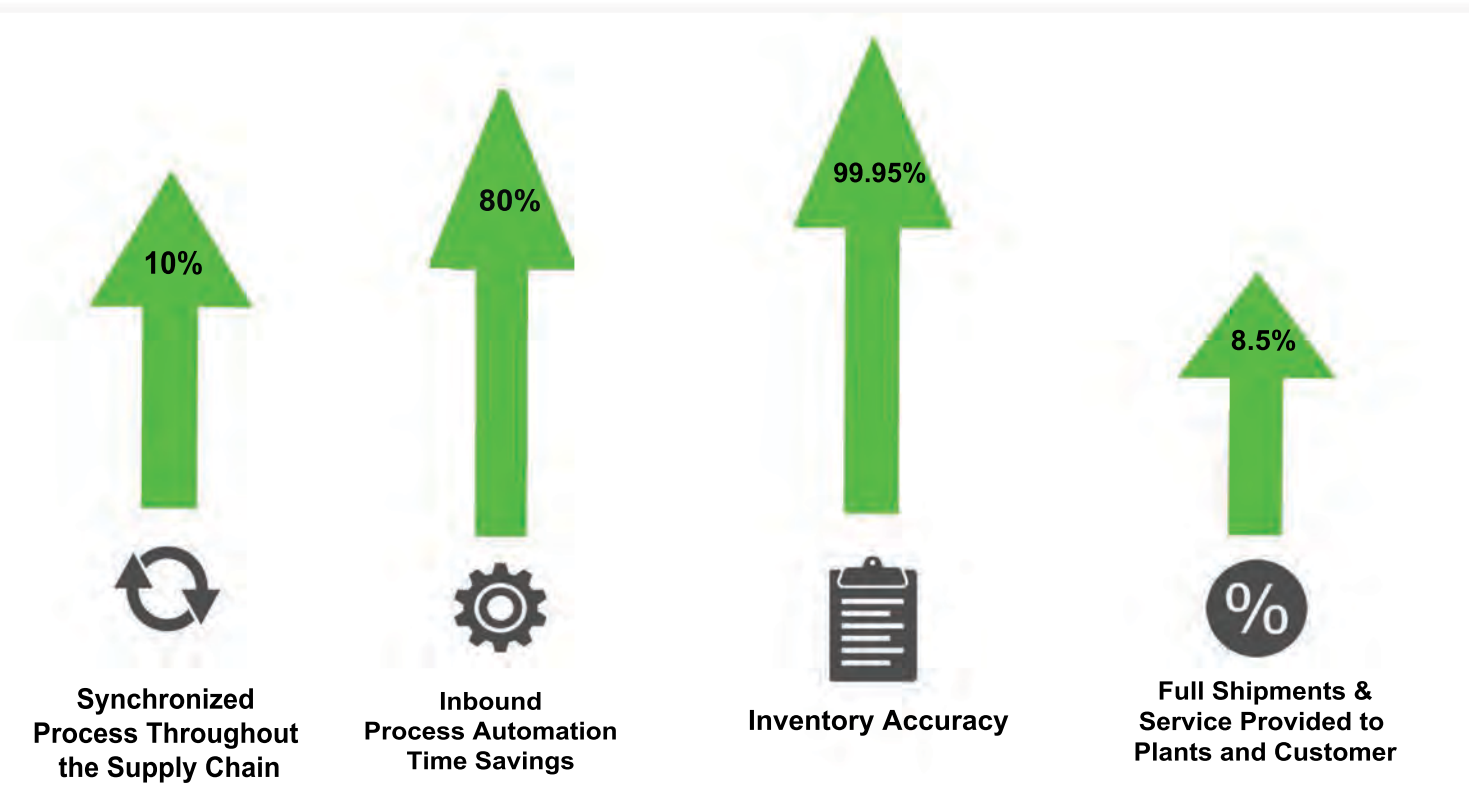 10%
80%
99.95%
8.5%
%
Synchronized
Process Throughout
the Supply Chain
Inbound
Process Automation
Time Savings
Inventory Accuracy
Full Shipments &
Service Provided to
Plants and Customer